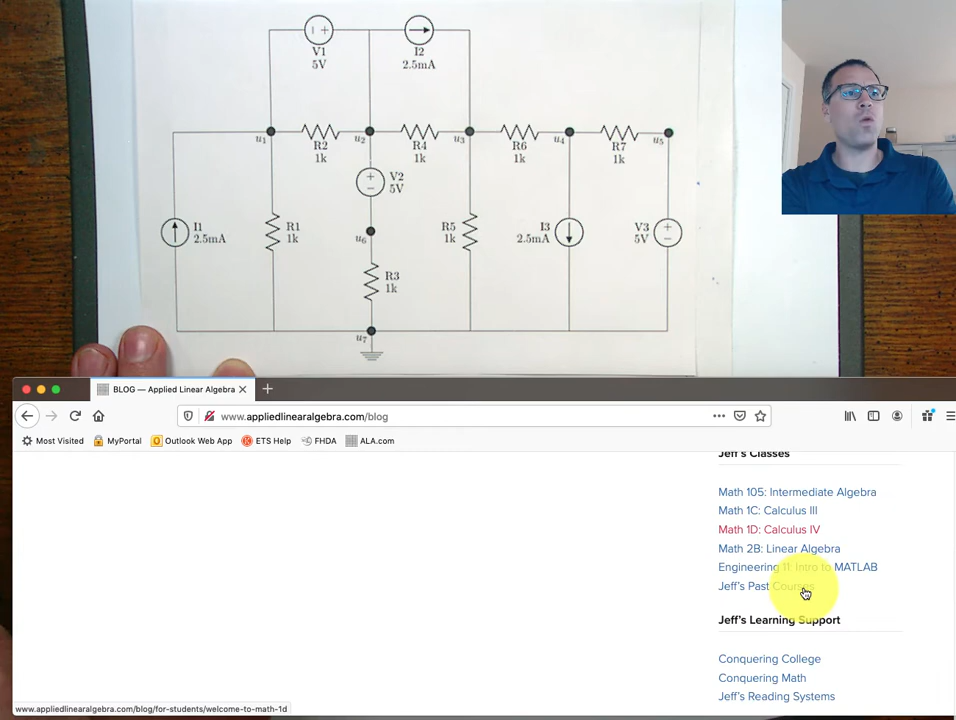 V1
5V
I2
2.5mA
u1
R2
1k
u2
R4
1k
u3
R6
1k
u4
R7
1k
u5
V2
5V
I1
2.5mA
R1
1k
u6
R5
1k
I3
2.5mA
V3
5V
R3
1k
u7
BLOG — Applied Linear Algebra
www.appliedlinearalgebra.com/blog
Most Visited MyPortal Outlook Web App ETS Help FHDA ALA.com
Jeff's Classes
Math 105: Intermediate Algebra
Math 1C: Calculus III
Math 1D: Calculus IV
Math 2B: Linear Algebra
Engineering 11: Intro to MATLAB
Jeff's Past Courses
Jeff's Learning Support
Conquering College
Conquering Math
Jeff's Reading Systems
www.appliedlinearalgebra.com/blog/for-students/welcome-to-math-1d